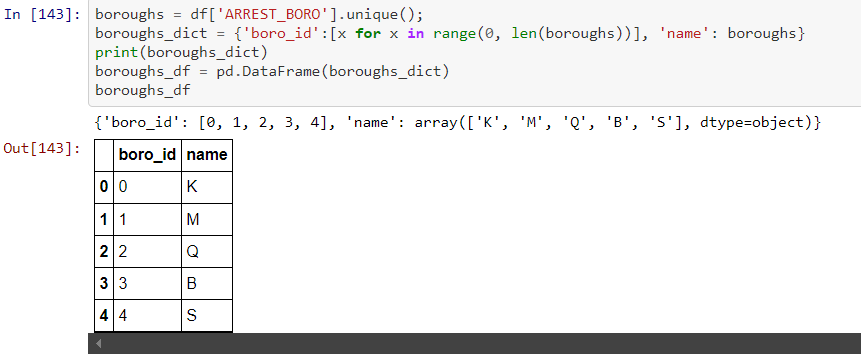 In [143]: boroughs = df['ARREST_BORO'].unique();
boroughs_dict = {'boro_id':[x for x in range(0, len(boroughs))], 'name': boroughs}
print(boroughs_dict)
boroughs_df = pd.DataFrame(boroughs_dict)
boroughs_df
{'boro_id': [0, 1, 2, 3, 4], 'name': array(['K', 'M', 'Q', 'B', 'S'], dtype=object)}
Out[143]:
boro_id name
0 0 K
1 1 M
2 2 Q
3 3 B
4 4 S